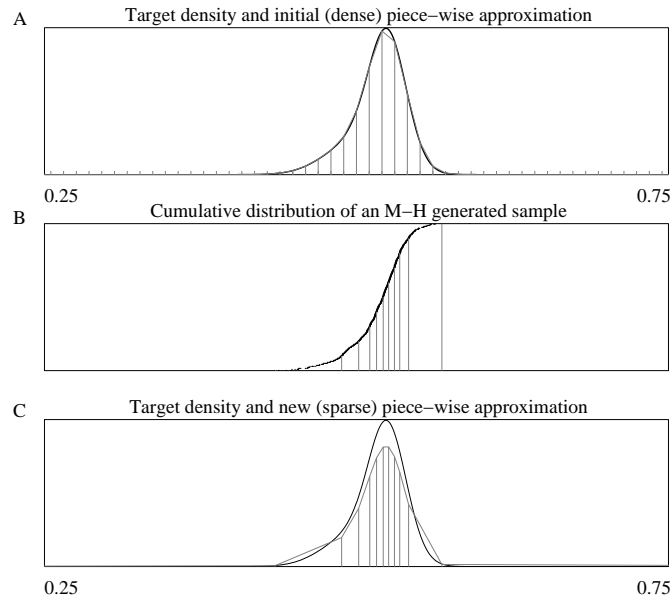 A
Target density and initial (dense) piece−wise approximation
0.25
0.75
Cumulative distribution of an M−H generated sample
B
C
Target density and new (sparse) piece−wise approximation
0.25
0.75